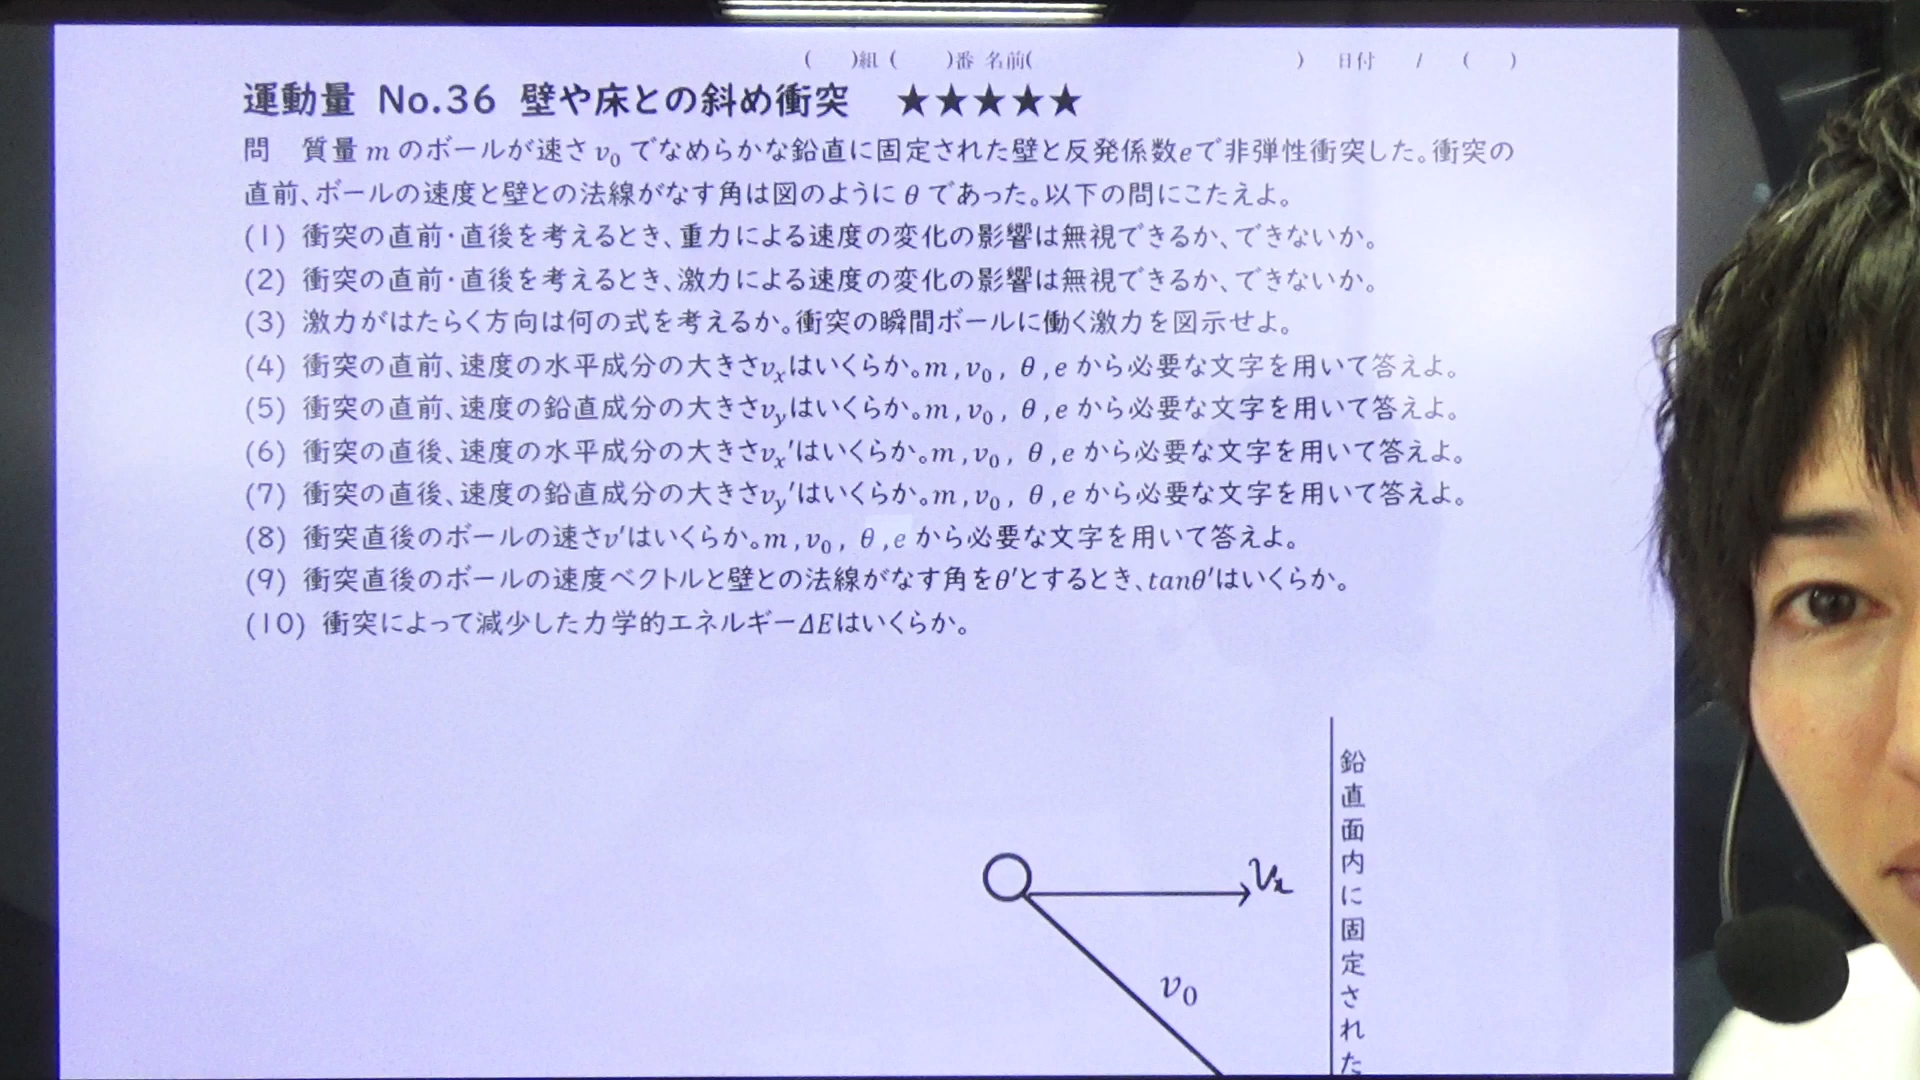 (　)組 (　)番 名前(　　　　) 日付 / (　)
運動量 No.36 壁や床との斜め衝突 ★★★★★
問 質量 m のボールが速さ v₀ でなめらかな鉛直に固定された壁と反発係数eで非弾性衝突した。衝突の
直前、ボールの速度と壁との法線がなす角は図のように θ であった。以下の問にこたえよ。
(1) 衝突の直前・直後を考えるとき、重力による速度の変化の影響は無視できるか、できないか。
(2) 衝突の直前・直後を考えるとき、激力による速度の変化の影響は無視できるか、できないか。
(3) 激力がはたらく方向は何の式を考えるか。衝突の瞬間ボールに働く激力を図示せよ。
(4) 衝突の直前、速度の水平成分の大きさvₓはいくらか。m ,v₀ , θ ,e から必要な文字を用いて答えよ。
(5) 衝突の直前、速度の鉛直成分の大きさv_yはいくらか。m ,v₀ , θ ,e から必要な文字を用いて答えよ。
(6) 衝突の直後、速度の水平成分の大きさvₓ′はいくらか。m ,v₀ , θ ,e から必要な文字を用いて答えよ。
(7) 衝突の直後、速度の鉛直成分の大きさv_y′はいくらか。m ,v₀ , θ ,e から必要な文字を用いて答えよ。
(8) 衝突直後のボールの速さv′はいくらか。m ,v₀ , θ ,e から必要な文字を用いて答えよ。
(9) 衝突直後のボールの速度ベクトルと壁との法線がなす角をθ′とするとき、tanθ′はいくらか。
(10) 衝突によって減少した力学的エネルギーΔEはいくらか。
vₓ
v₀
鉛直面内に固定された